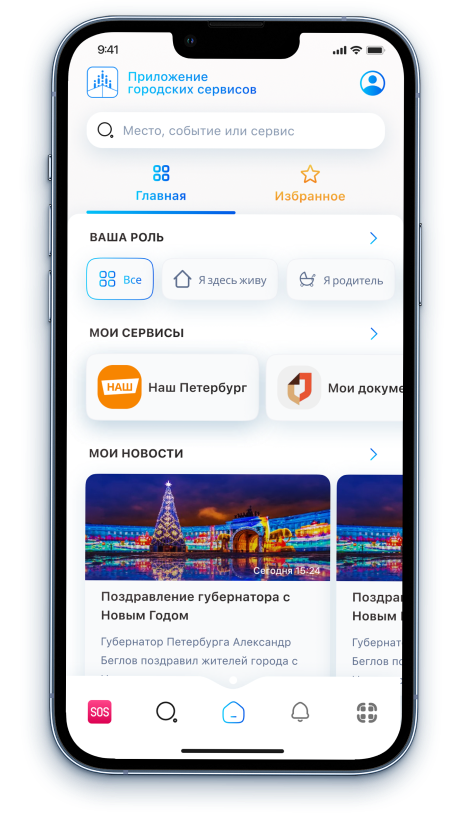 9:41
Приложение
городских сервисов
Место, событие или сервис
Главная
Избранное
ВАША РОЛЬ
Все
Я здесь живу
Я родитель
МОИ СЕРВИСЫ
НАШ
Наш Петербург
Мои докуме
МОИ НОВОСТИ
Сегодня 15:24
Поздравление губернатора с
Новым Годом
Губернатор Петербурга Александр
Беглов поздравил жителей города с
Поздра
Новым
Губернат
Беглов по
SOS